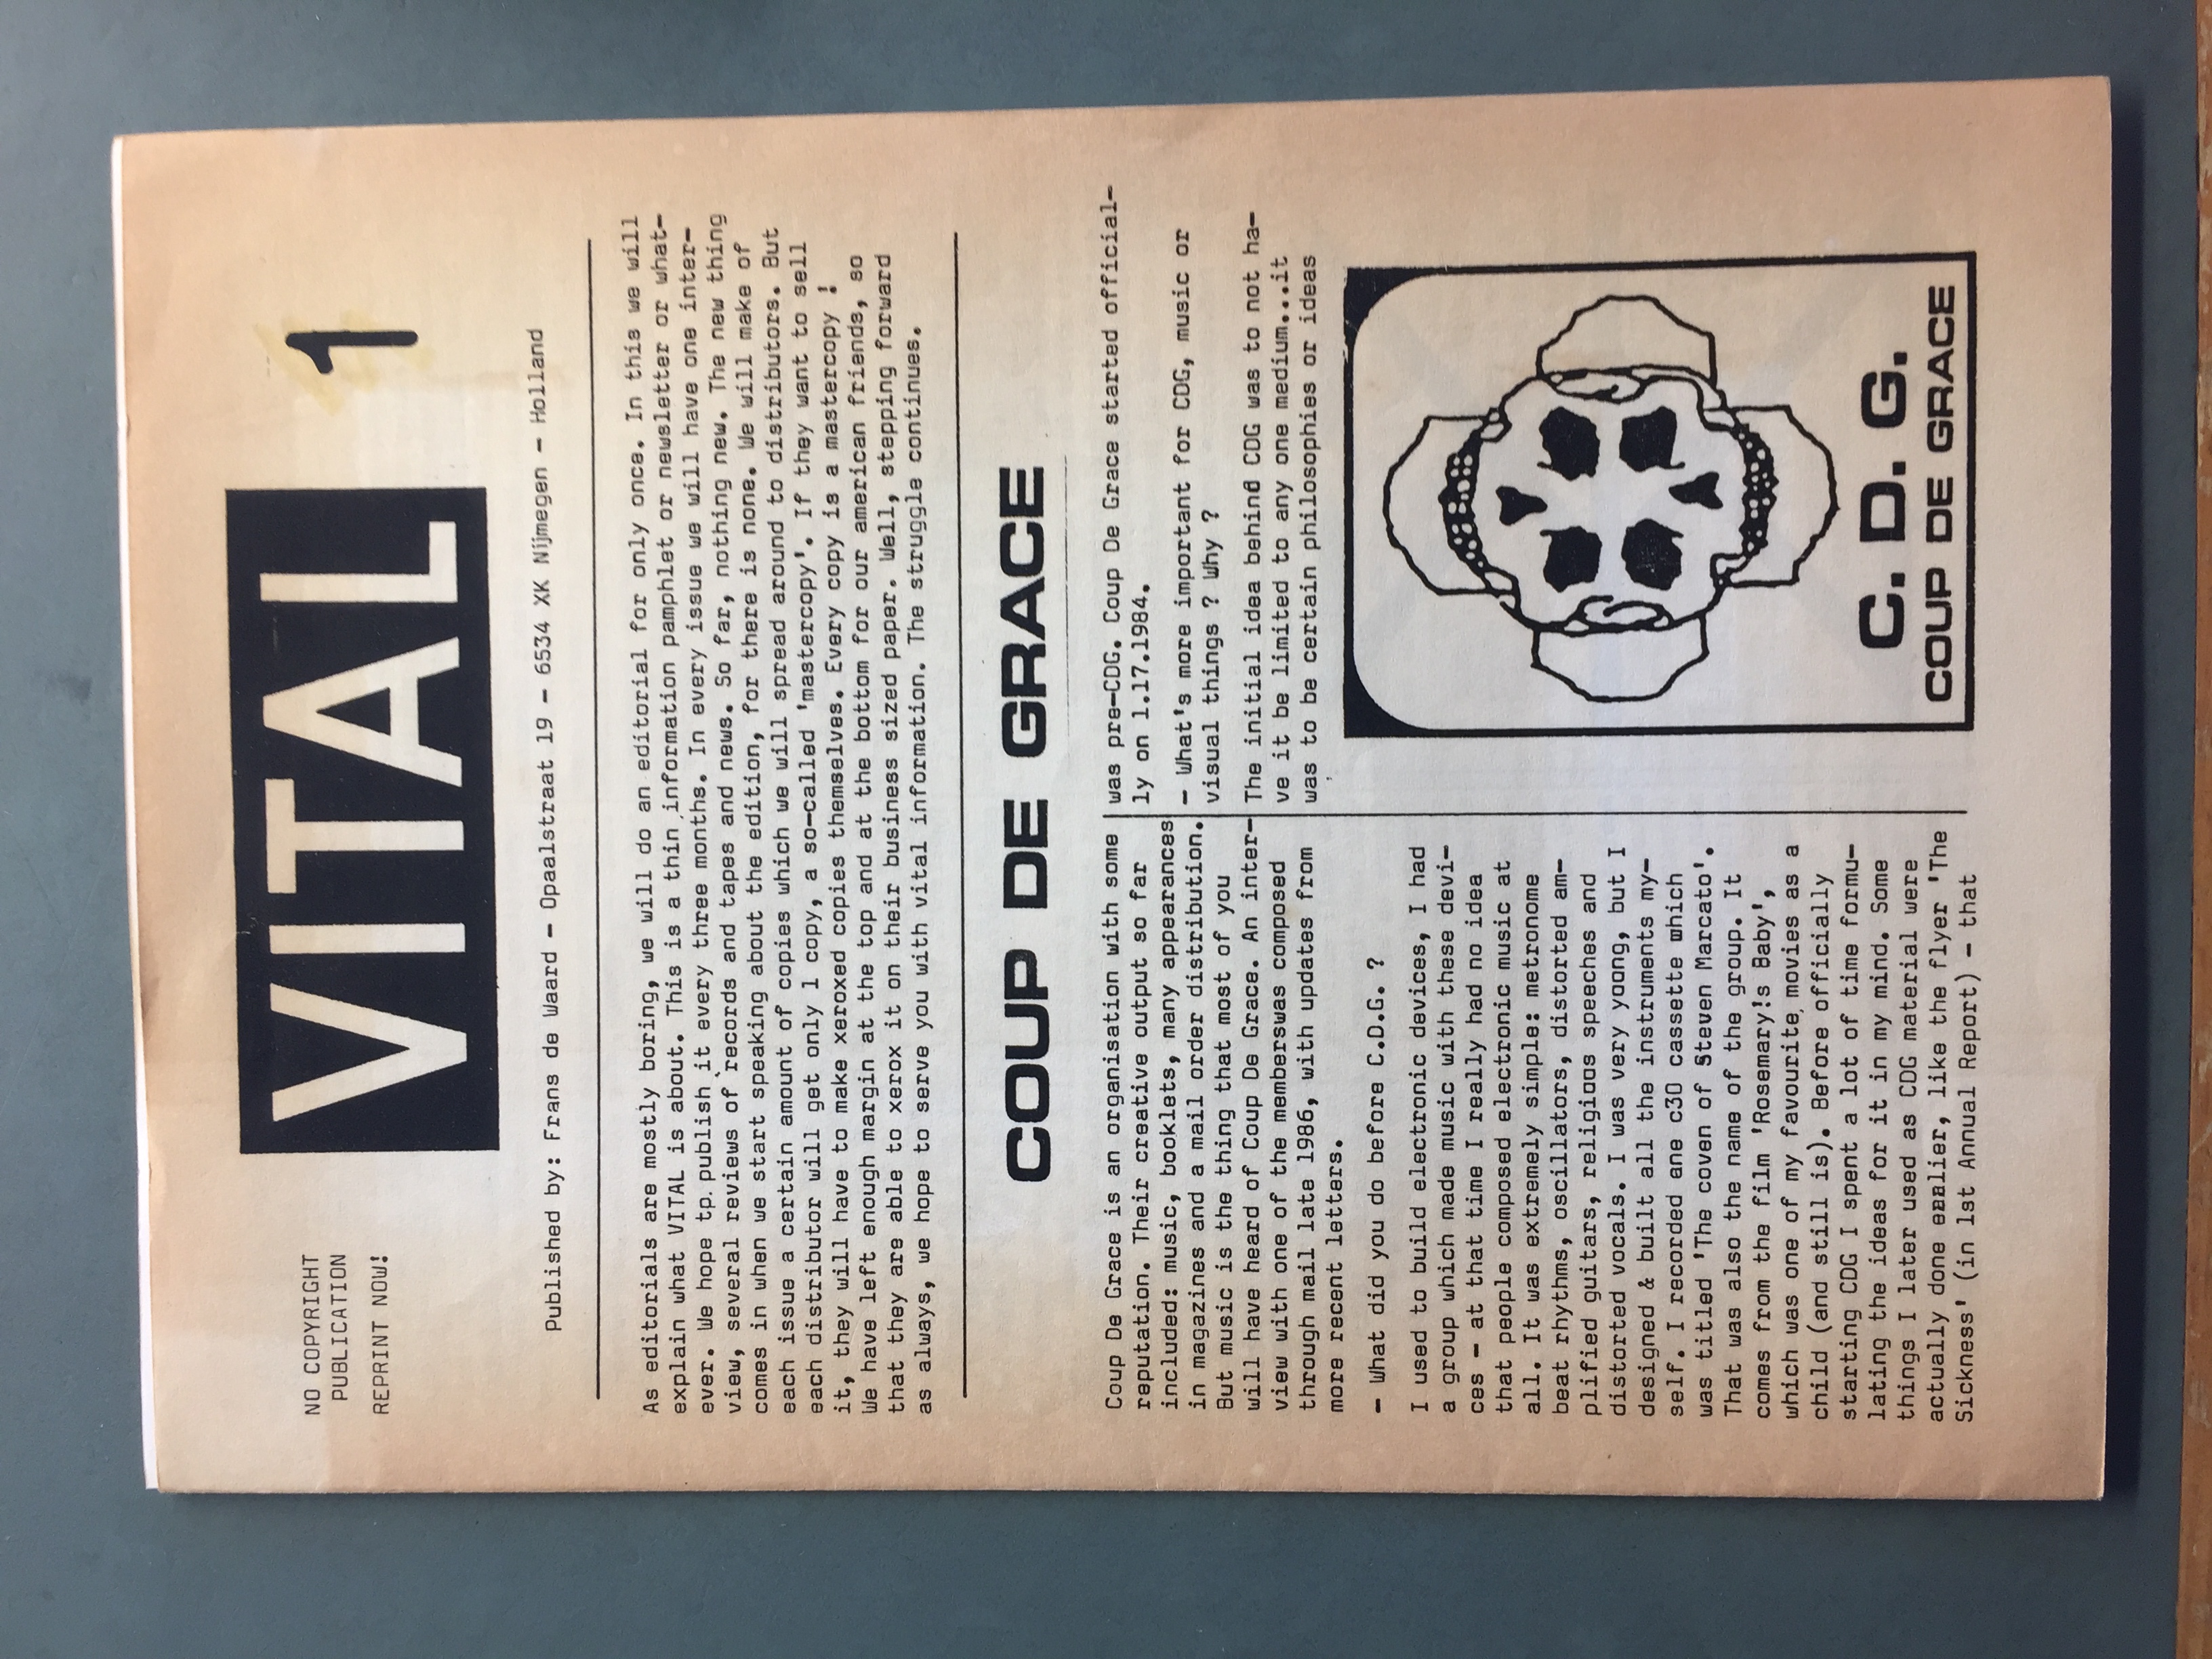 NO COPYRIGHT
PUBLICATION
REPRINT NOW!
VITAL
1
Published by: Frans de Waard - Opaalstraat 19 - 6534 XK Nijmegen - Holland
As editorials are mostly boring, we will do an editorial for only once. In this we will
explain what VITAL is about. This is a thin information pamphlet or newsletter or what-
ever. We hope tp. publish it every three months. In every issue we will have one inter-
view, several reviews of records and tapes and news. So far, nothing new. The new thing
comes in when we start speaking about the edition, for there is none. We will make of
each issue a certain amount of copies which we will spread around to distributors. But
each distributor will get only 1 copy, a so-called 'mastercopy'. If they want to sell
it, they will have to make xeroxed copies themselves. Every copy is a mastercopy !
We have left enough margin at the top and at the bottom for our american friends, so
that they are able to xerox it on their business sized paper. Well, stepping forward
as always, we hope to serve you with vital information. The struggle continues.
COUP DE GRACE
Coup De Grace is an organisation with some
reputation. Their creative output so far
included: music, booklets, many appearances
in magazines and a mail order distribution.
But music is the thing that most of you
will have heard of Coup De Grace. An inter-
view with one of the memberswas composed
through mail late 1986, with updates from
more recent letters.
- What did you do before C.D.G. ?
I used to build electronic devices, I had
a group which made music with these devi-
ces - at that time I really had no idea
that people composed electronic music at
all. It was extremely simple: metronome
beat rhythms, oscillators, distorted am-
plified guitars, religioos speeches and
distorted vocals. I was very yoong, but I
designed & built all the instruments my-
self. I recorded ane c30 cassette which
was titled 'The coven of Steven Marcato'.
That was also the name of the group. It
comes from the film 'Rosemary!s Baby',
which was one of my favourite movies as a
child (and still is). Before officially
starting CDG I spent a lot of time formu-
lating the ideas for it in my mind. Some
things I later used as CDG material were
actually done eaalier, like the flyer 'The
Sickness' (in 1st Annual Report) - that
was pre-CDG. Coup De Grace started official-
ly on 1.17.1984.
- What's more important for CDG, music or
visual things ? Why ?
The initial idea behind CDG was to not ha-
ve it be limited to any one medium...it
was to be certain philosophies or ideas
C. D. G.
COUP DE GRACE